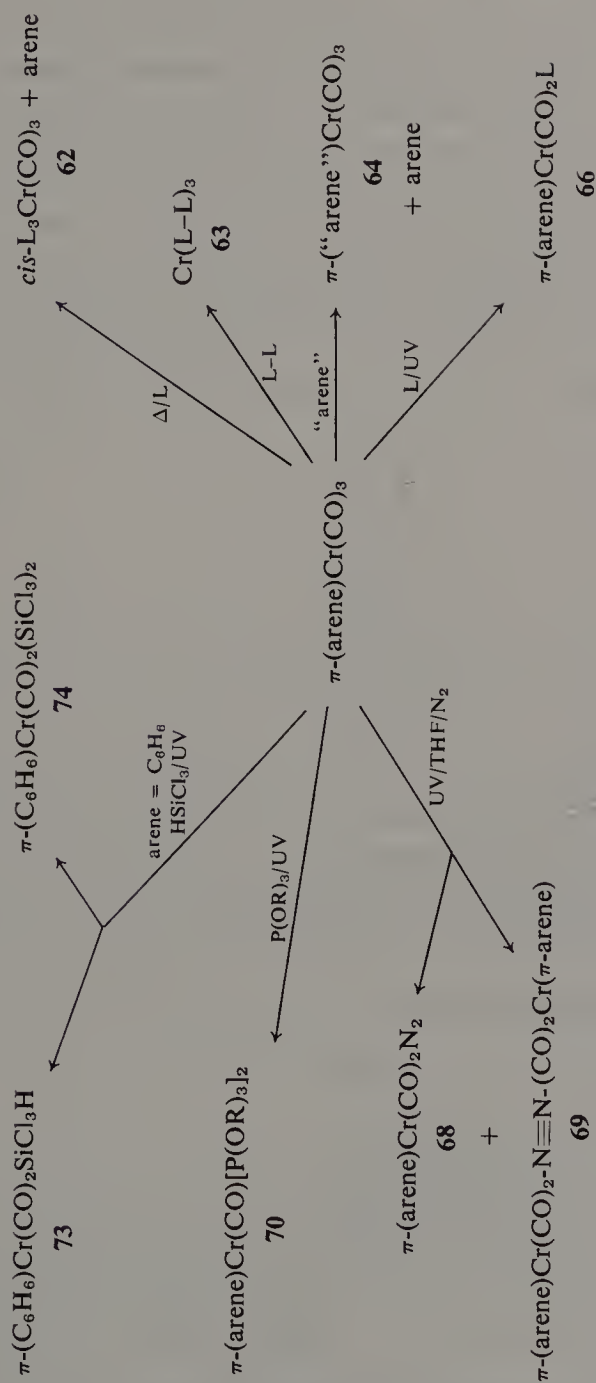 π-(C₆H₆)Cr(CO)₂SiCl₃H
73
π-(C₆H₆)Cr(CO)₂(SiCl₃)₂
74
cis-L₃Cr(CO)₃ + arene
62
arene = C₆H₆
HSiCl₃/UV
Δ/L
Cr(L–L)₃
63
L–L
π-(arene)Cr(CO)[P(OR)₃]₂
70
P(OR)₃/UV
π-(arene)Cr(CO)₃
“arene”
π-(“arene”)Cr(CO)₃
64
+ arene
UV/THF/N₂
L/UV
π-(arene)Cr(CO)₂N₂
68
+
π-(arene)Cr(CO)₂-N≡N-(CO)₂Cr(π-arene)
69
π-(arene)Cr(CO)₂L
66